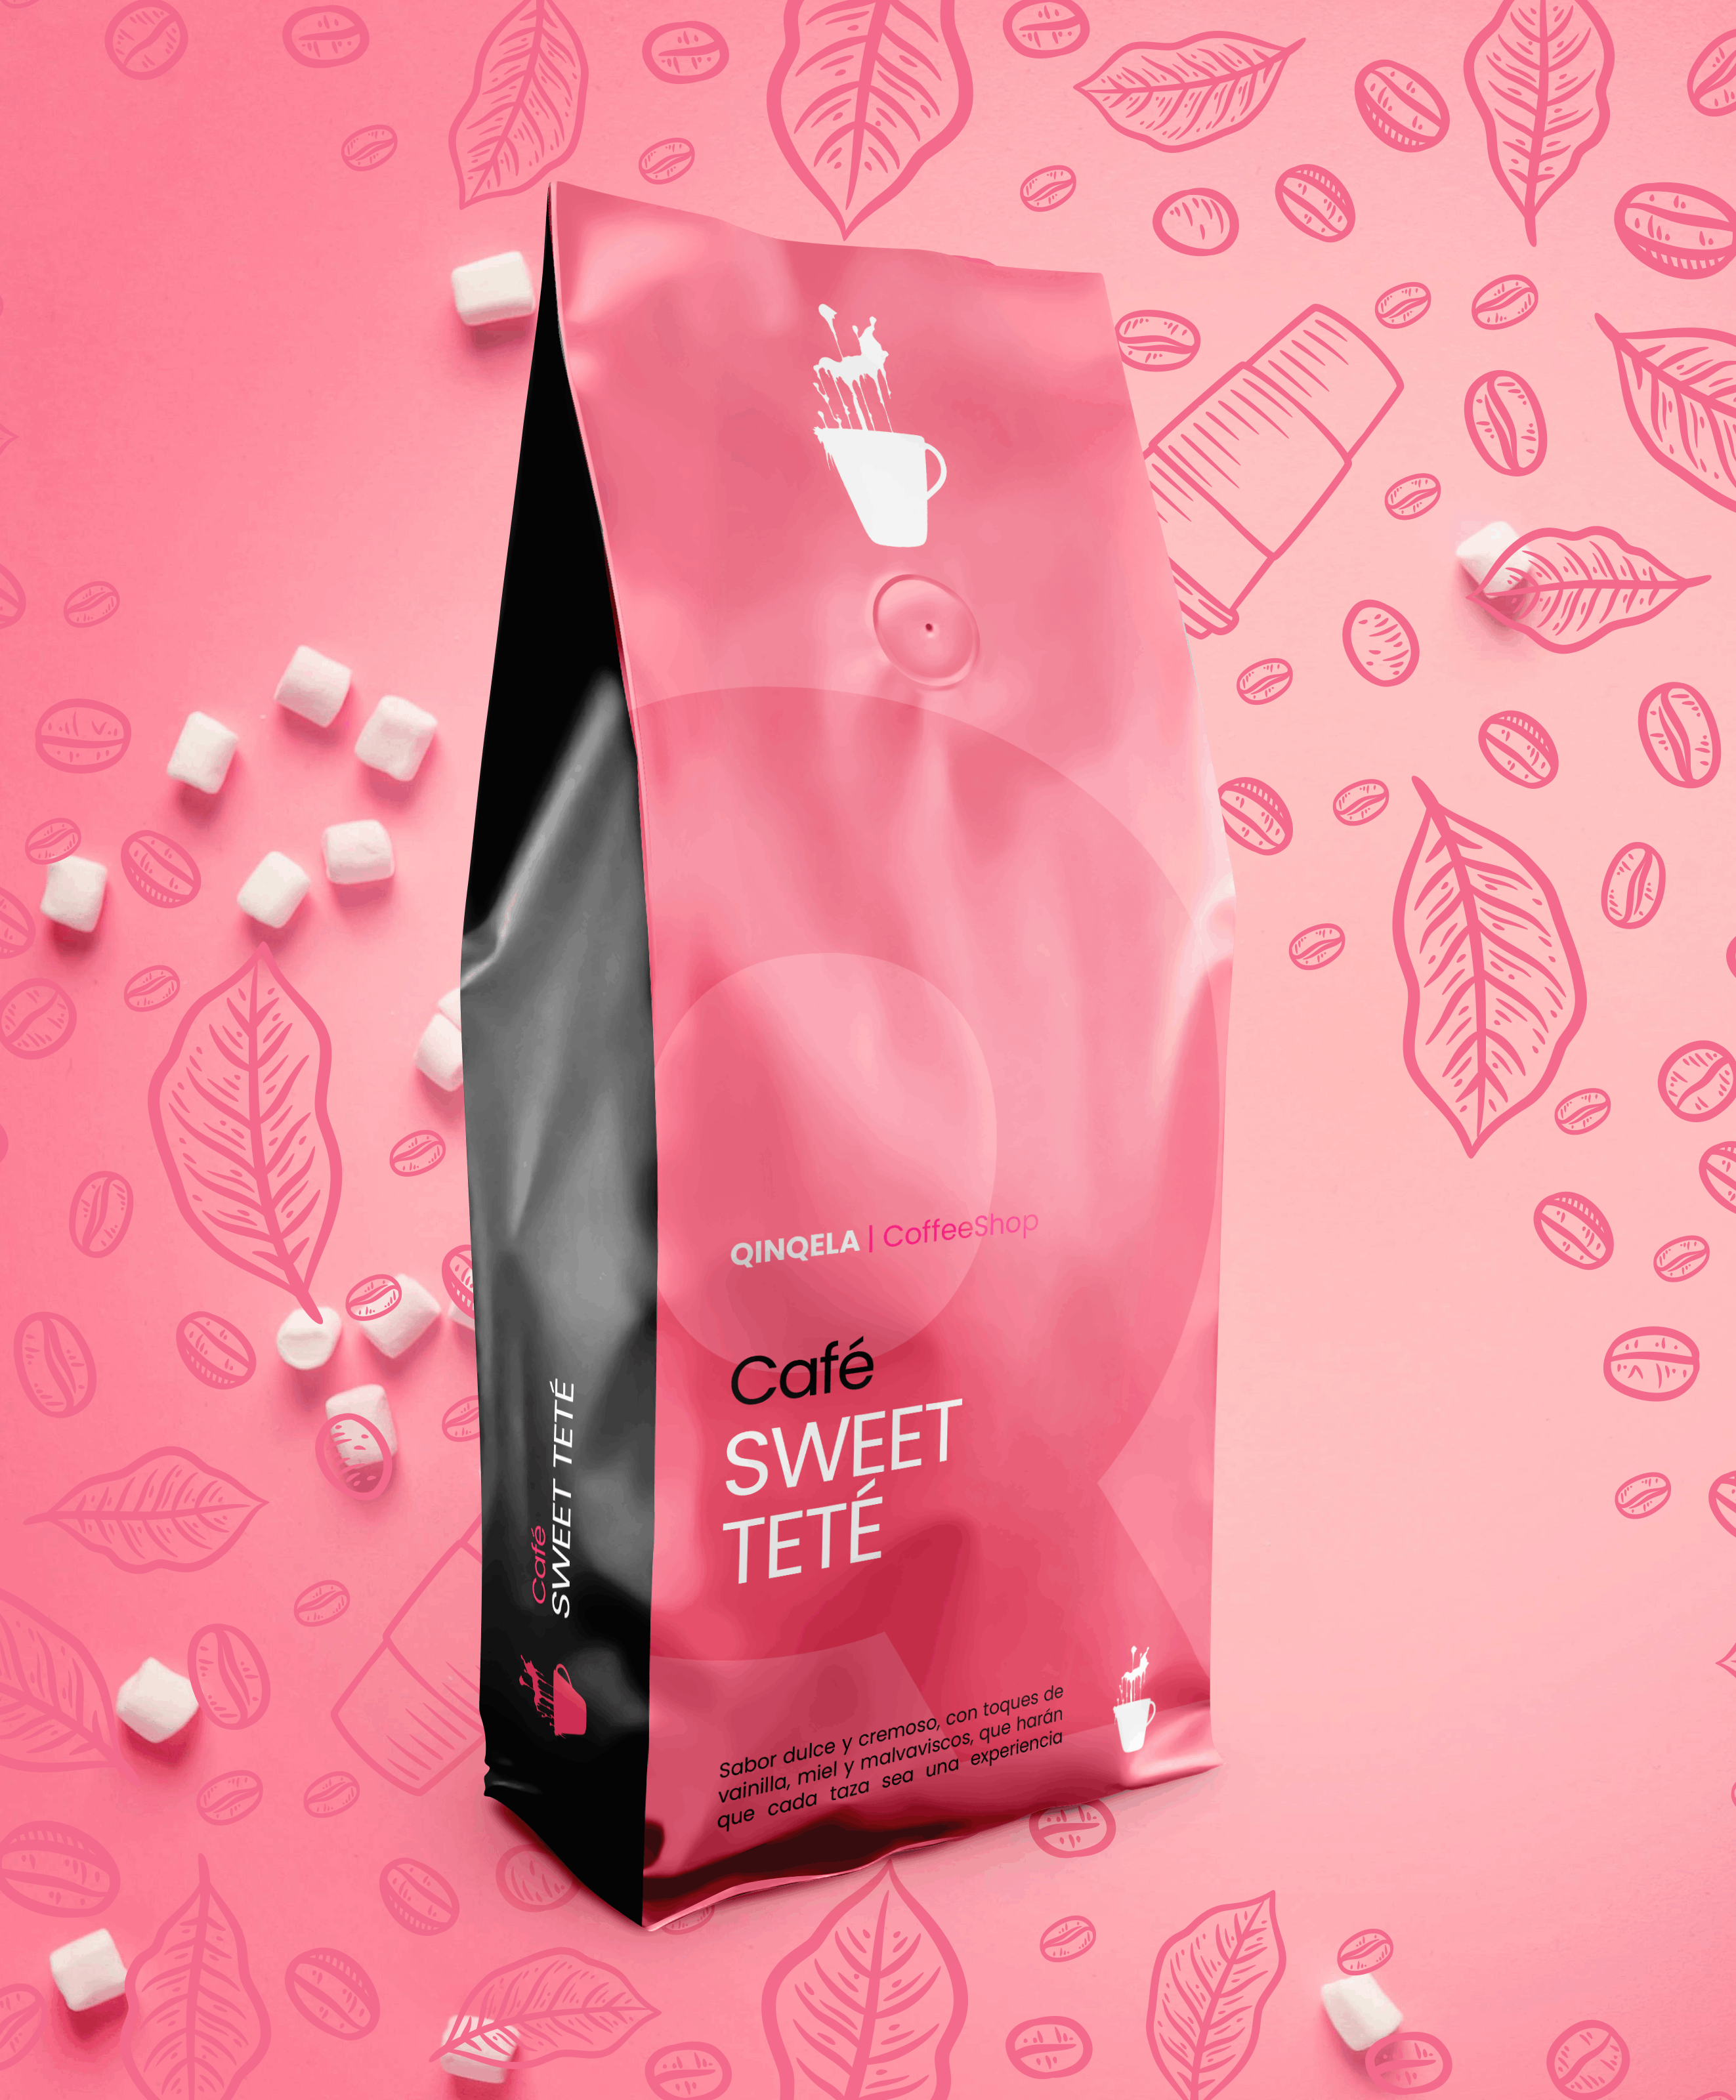 QINQELA | CoffeeShop
Café
SWEET
TETÉ
Sabor dulce y cremoso, con toques de
vainilla, miel y malvaviscos, que harán
que cada taza sea una experiencia
Café
SWEET TETÉ